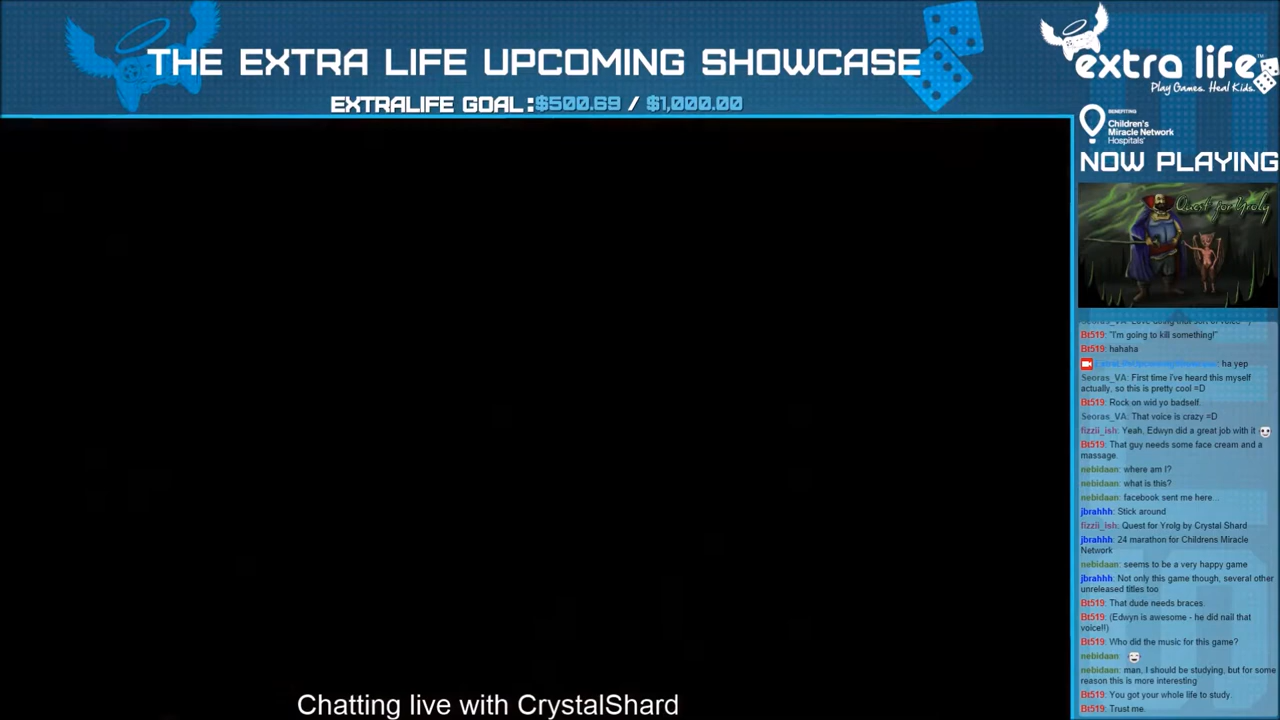 THE EXTRA LIFE UPCOMING SHOWCASE
EXTRALIFE GOAL:$500.69 / $1,000.00
extra life
Play Games. Heal Kids.
BENEFITING
Children's
Miracle Network
Hospitals
NOW PLAYING
Quest for Yrolg
Bt519: "I'm going to kill something!"
Bt519: hahaha
ha yep
Seoras_VA: First time i've heard this myself
actually, so this is pretty cool =D
Bt519: Rock on wid yo badself.
Seoras_VA: That voice is crazy =D
fizzii_ish: Yeah, Edwyn did a great job with it
Bt519: That guy needs some face cream and a
massage.
nebidaan: where am I?
nebidaan: what is this?
nebidaan: facebook sent me here...
jbrahhh: Stick around
fizzii_ish: Quest for Yrolg by Crystal Shard
jbrahhh: 24 marathon for Childrens Miracle
Network
nebidaan: seems to be a very happy game
jbrahhh: Not only this game though, several other
unreleased titles too
Bt519: That dude needs braces.
Bt519: (Edwyn is awesome - he did nail that
voice!!)
Bt519: Who did the music for this game?
nebidaan:
nebidaan: man, I should be studying, but for some
reason this is more interesting
Bt519: You got your whole life to study.
Bt519: Trust me.
Chatting live with CrystalShard